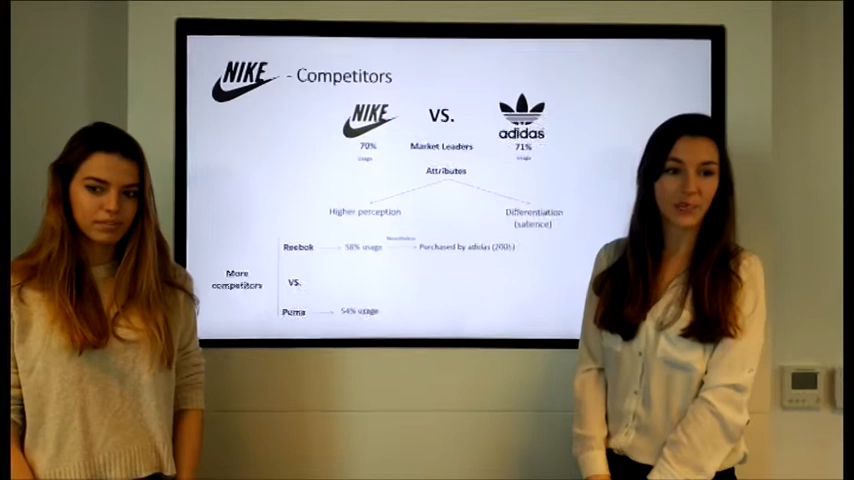 NIKE - Competitors
NIKE VS. adidas
70% Market Leaders 71%
Usage Usage
Attributes
Higher perception Differentiation
(salience)
Reebok 58% usage Nonetheless Purchased by adidas (2005)
More
competitors
VS.
Puma 54% usage